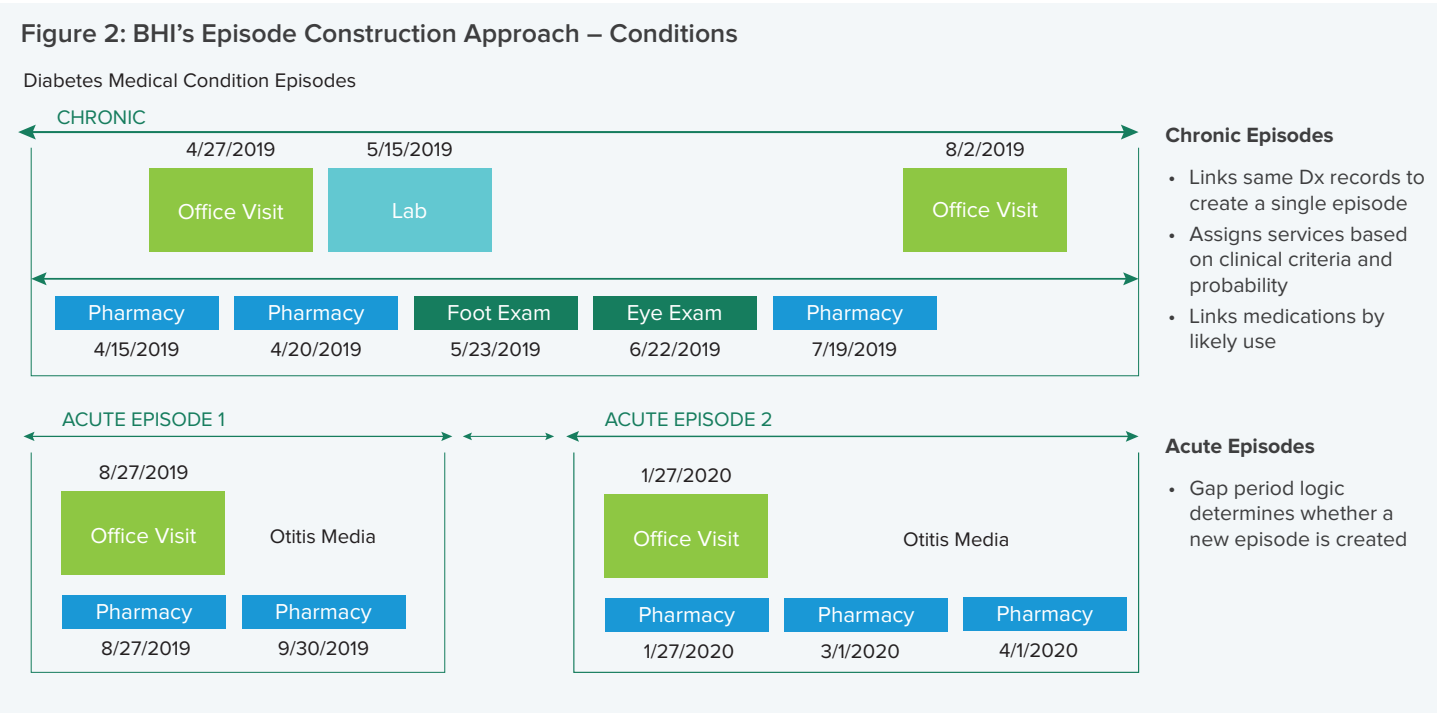 Figure 2: BHI’s Episode Construction Approach – Conditions
Diabetes Medical Condition Episodes
CHRONIC
4/27/2019
5/15/2019
8/2/2019
Office Visit
Lab
Office Visit
Pharmacy
Pharmacy
Foot Exam
Eye Exam
Pharmacy
4/15/2019
4/20/2019
5/23/2019
6/22/2019
7/19/2019
Chronic Episodes
• Links same Dx records to
create a single episode
• Assigns services based
on clinical criteria and
probability
• Links medications by
likely use
ACUTE EPISODE 1
8/27/2019
Office Visit
Otitis Media
Pharmacy
Pharmacy
8/27/2019
9/30/2019
ACUTE EPISODE 2
1/27/2020
Office Visit
Otitis Media
Pharmacy
Pharmacy
Pharmacy
1/27/2020
3/1/2020
4/1/2020
Acute Episodes
• Gap period logic
determines whether a
new episode is created